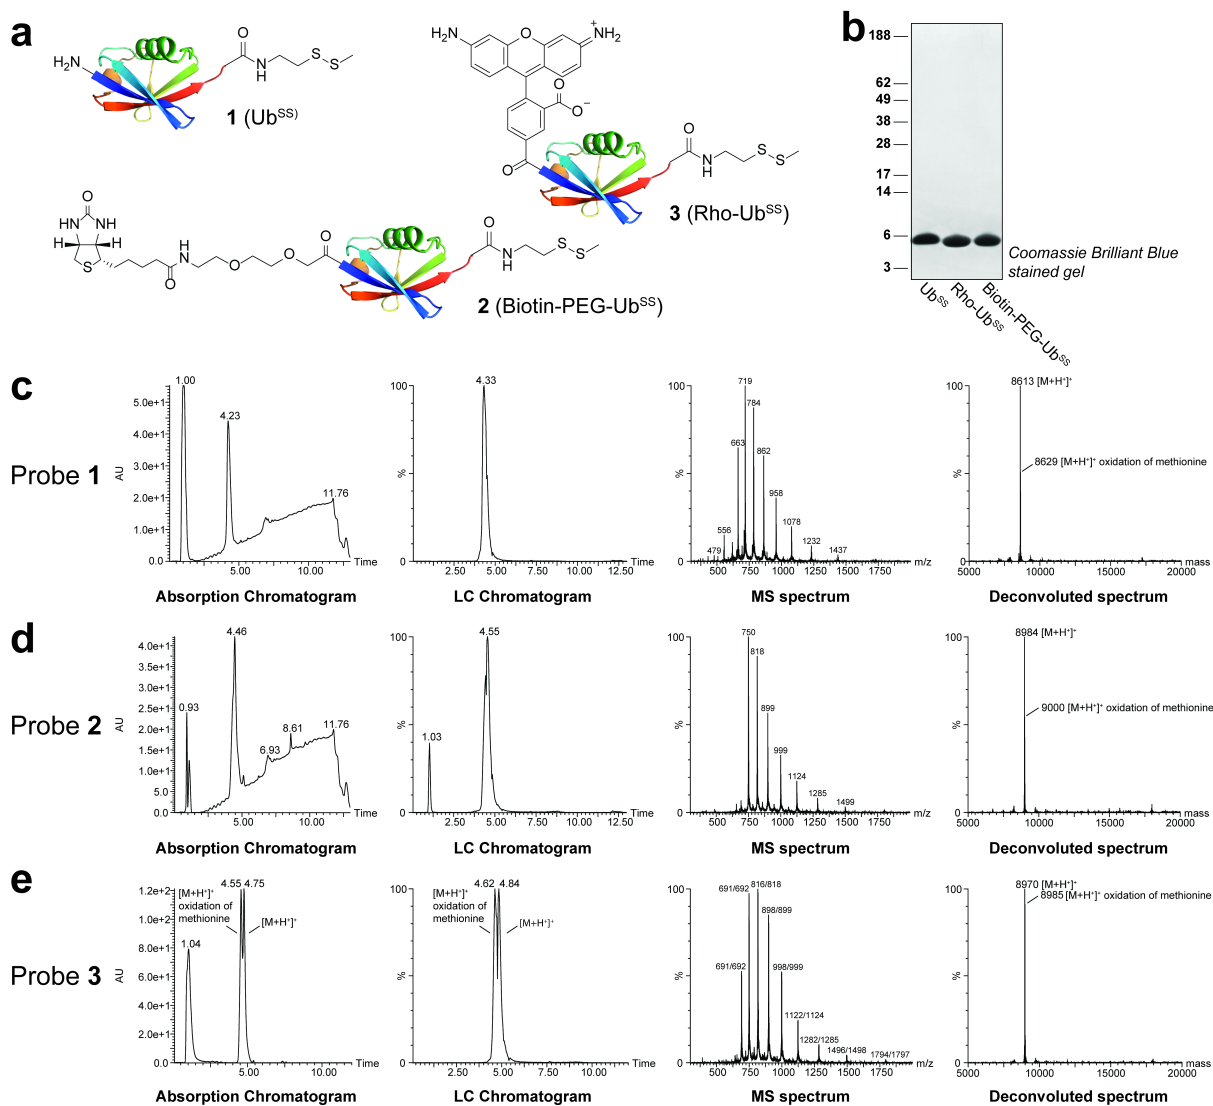 a
H₂N
O
N
H
S
S
1 (Ub^SS)
H₂N
O
+
NH₂
O
O⁻
O
O
N
H
S
S
3 (Rho-Ub^SS)
O
HN
NH
H
H
S
O
H
N
O
O
O
O
N
H
S
S
2 (Biotin-PEG-Ub^SS)
b
188
62
49
38
28
17
14
6
3
Coomassie Brilliant Blue
stained gel
Ub^SS
Rho-Ub^SS
Biotin-PEG-Ub^SS
c
Probe 1
AU
5.0e+1
4.0e+1
3.0e+1
2.0e+1
1.0e+1
0.0
1.00
4.23
11.76
5.00 10.00 Time
Absorption Chromatogram
100
%
0
4.33
2.50 5.00 7.50 10.00 12.50 Time
LC Chromatogram
100
%
0
479
556
663
719
784
862
958
1078
1232
1437
500 750 1000 1250 1500 1750 m/z
MS spectrum
100
%
0
8613 [M+H⁺]⁺
8629 [M+H⁺]⁺ oxidation of methionine
5000 10000 15000 20000 mass
Deconvoluted spectrum
d
Probe 2
AU
4.0e+1
3.5e+1
3.0e+1
2.5e+1
2.0e+1
1.5e+1
1.0e+1
5.0
0.0
0.93
4.46
6.93
8.61
11.76
5.00 10.00 Time
Absorption Chromatogram
100
%
0
1.03
4.55
2.50 5.00 7.50 10.00 12.50 Time
LC Chromatogram
100
%
0
750
818
899
999
1124
1285
1499
500 750 1000 1250 1500 1750 m/z
MS spectrum
100
%
0
8984 [M+H⁺]⁺
9000 [M+H⁺]⁺ oxidation of methionine
5000 10000 15000 20000 mass
Deconvoluted spectrum
e
Probe 3
AU
1.2e+2
1.0e+2
8.0e+1
6.0e+1
4.0e+1
2.0e+1
0.0
1.04
4.55 4.75
[M+H⁺]⁺
oxidation of
methionine
[M+H⁺]⁺
5.00 10.00 Time
Absorption Chromatogram
100
%
0
4.62 4.84
[M+H⁺]⁺
oxidation of
methionine
[M+H⁺]⁺
2.50 5.00 7.50 10.00 Time
LC Chromatogram
100
%
0
691/692
691/692
816/818
898/899
998/999
1122/1124
1282/1285
1496/1498
1794/1797
500 750 1000 1250 1500 1750 m/z
MS spectrum
100
%
0
8970 [M+H⁺]⁺
8985 [M+H⁺]⁺ oxidation of methionine
5000 10000 15000 20000 mass
Deconvoluted spectrum